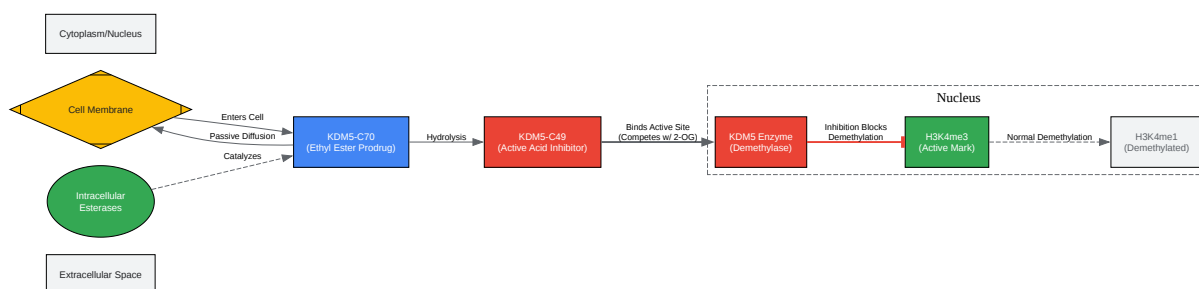 Cytoplasm/Nucleus
Cell Membrane
Intracellular
Esterases
Extracellular Space
Enters Cell
Passive Diffusion
Catalyzes
KDM5-C70
(Ethyl Ester Prodrug)
Hydrolysis
KDM5-C49
(Active Acid Inhibitor)
Binds Active Site
(Competes w/ 2-OG)
Nucleus
KDM5 Enzyme
(Demethylase)
Inhibition Blocks
Demethylation
H3K4me3
(Active Mark)
Normal Demethylation
H3K4me1
(Demethylated)